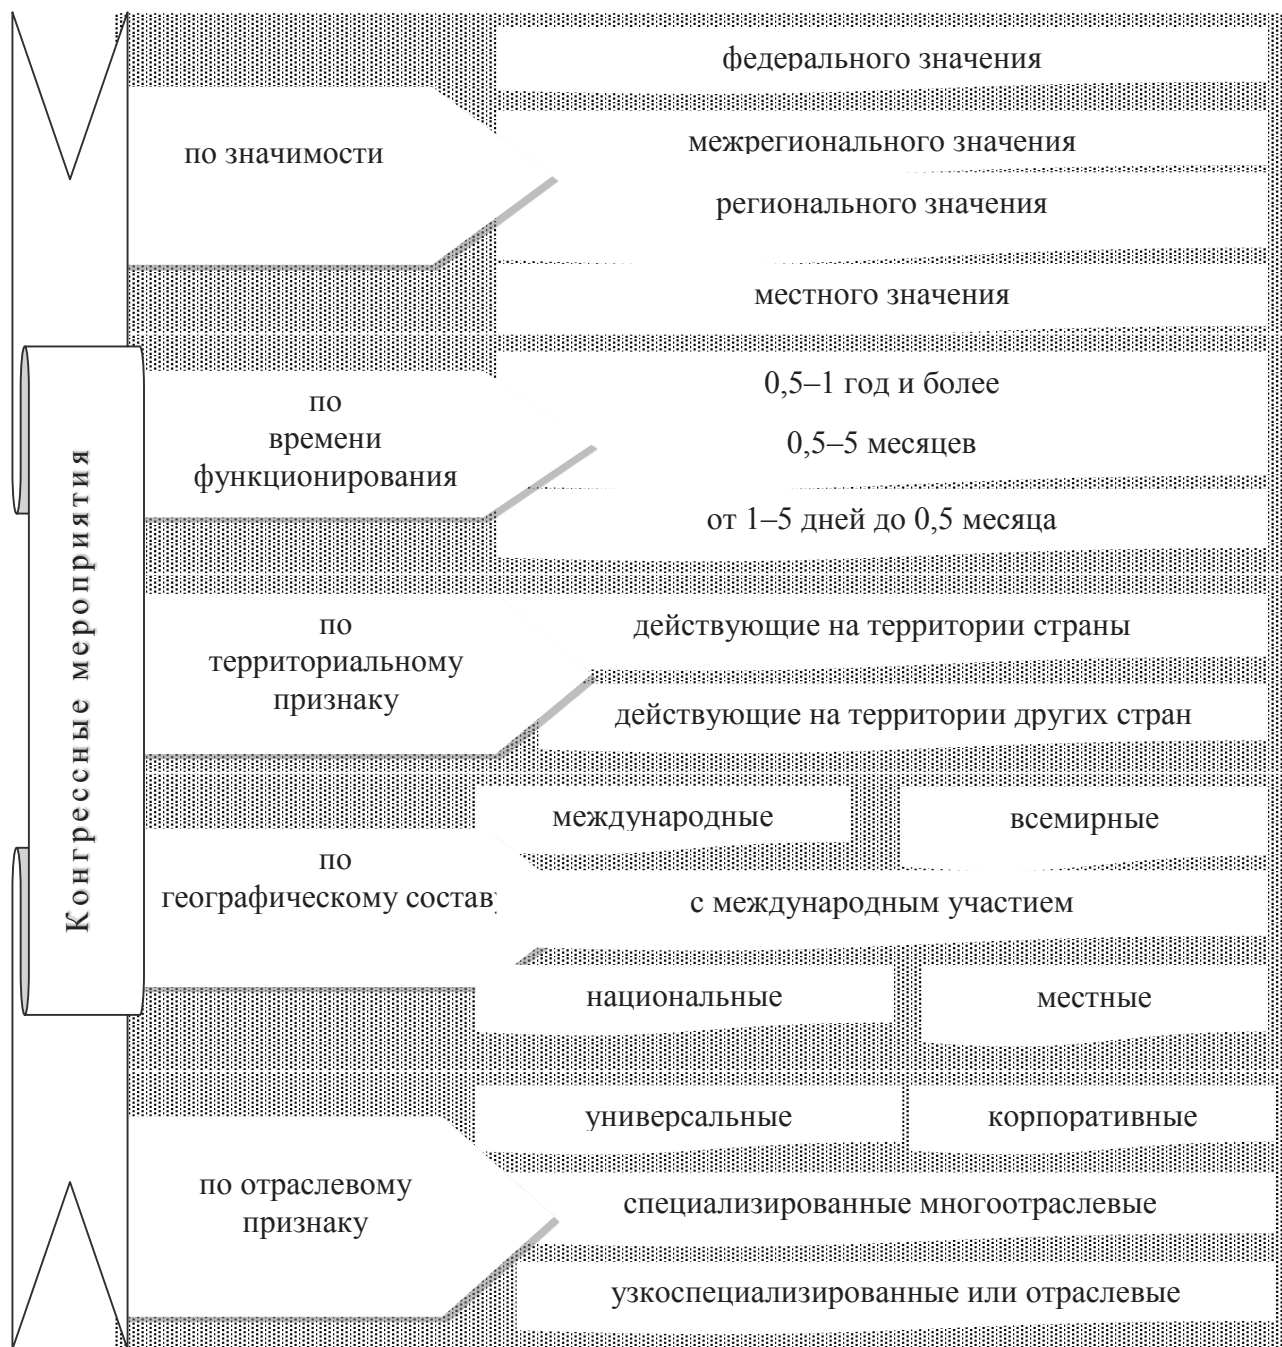 Конгрессные мероприятия
по значимости
федерального значения
межрегионального значения
регионального значения
местного значения
по
времени
функционирования
0,5–1 год и более
0,5–5 месяцев
от 1–5 дней до 0,5 месяца
по
территориальному
признаку
действующие на территории страны
действующие на территории других стран
по
географическому составу
международные
всемирные
с международным участием
национальные
местные
по отраслевому
признаку
универсальные
корпоративные
специализированные многоотраслевые
узкоспециализированные или отраслевые